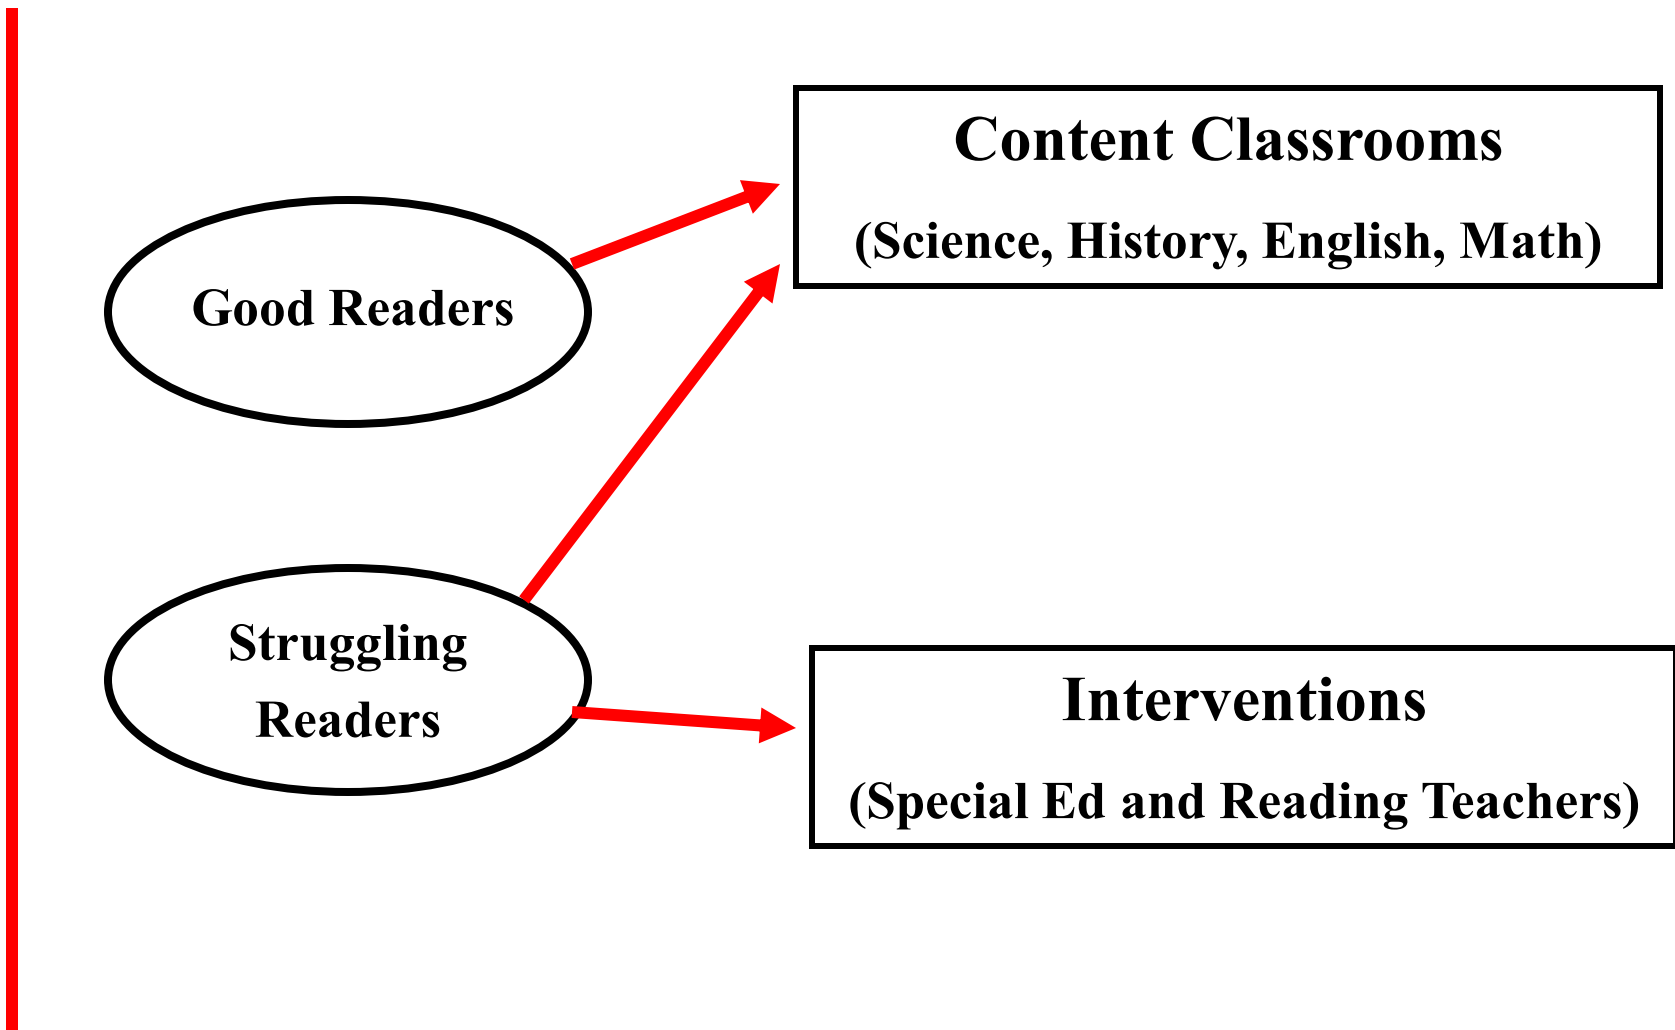 Content Classrooms
(Science, History, English, Math)
Good Readers
Struggling
Readers
Interventions
(Special Ed and Reading Teachers)